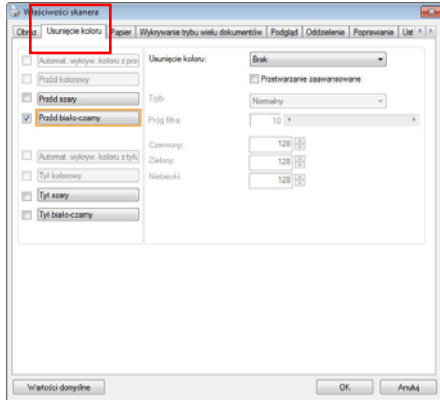 Właściwości skanera
Obraz Usunięcie koloru Papier Wykrywanie trybu wielu dokumentów Podgląd Oddzielenie Poprawianie Ust
Automat. wykryw. koloru z prz
Przód kolorowy
Przód szary
Przód biało-czarny
Automat. wykryw. koloru z tyłu
Tył kolorowy
Tył szary
Tył biało-czarny
Usunięcie koloru: Brak
Przetwarzanie zaawansowane
Tryb: Normalny
Próg filtra: 10
Czerwony: 128
Zielony: 128
Niebieski: 128
Wartości domyślne OK Anuluj